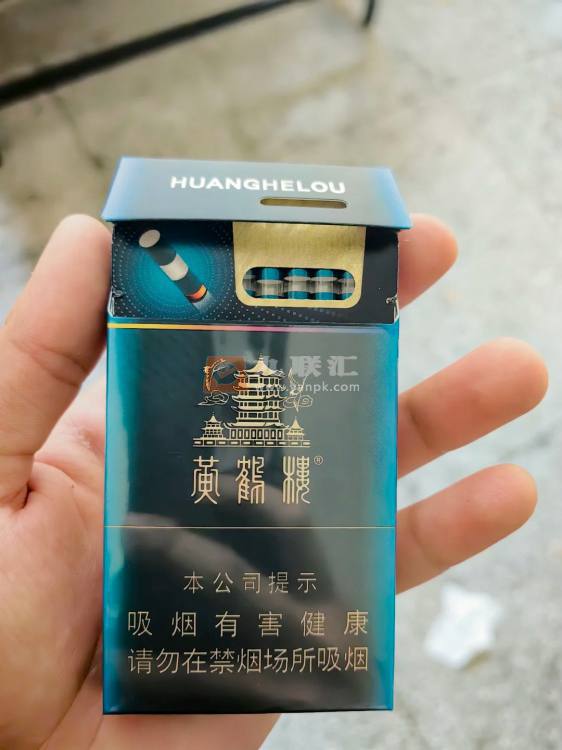 HUANGHELOU
联汇
www.yanpk.com
黄鹤楼®
本公司提示
吸烟有害健康
请勿在禁烟场所吸烟